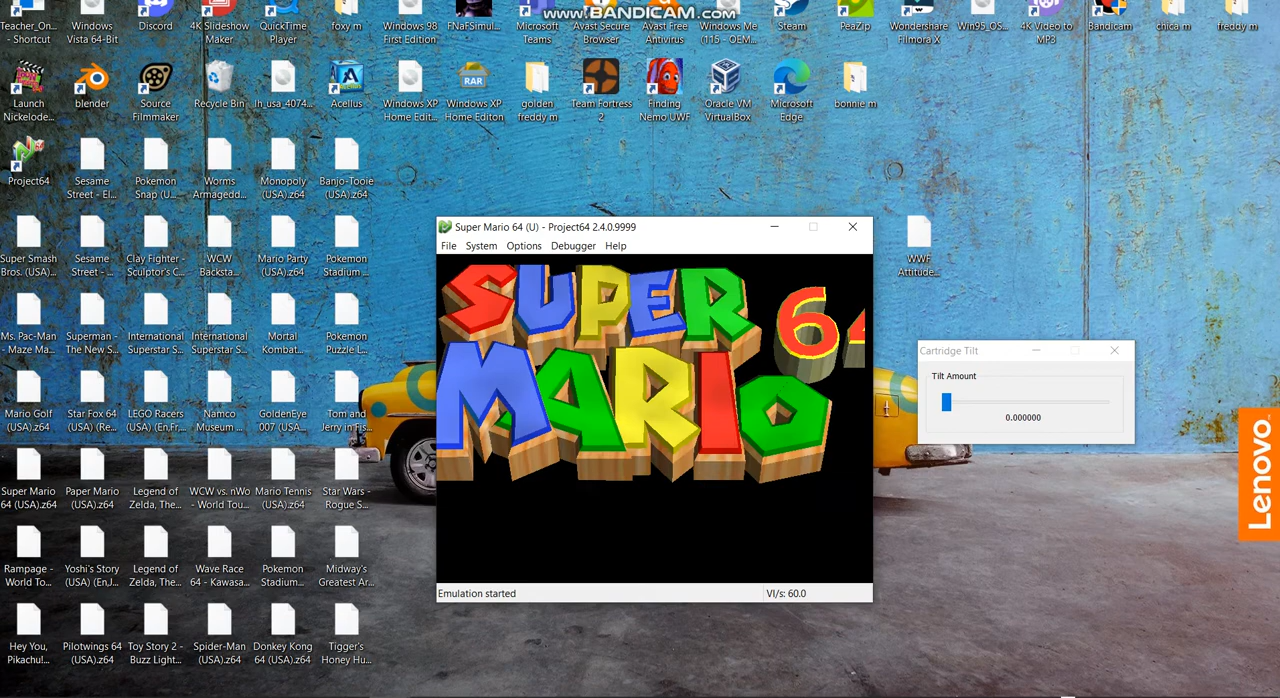 www.BANDICAM.com
Teacher_On...
- Shortcut
Windows
Vista 64-Bit
Discord
4K Slideshow
Maker
QuickTime
Player
foxy m
Windows 98
First Edition
FNaFSimul...
Microsoft
Teams
Avast Secure
Browser
Avast Free
Antivirus
Windows Me
(115 - OEM...
Steam
PeaZip
Wondershare
Filmora X
Win95_OS...
4K Video to
MP3
Bandicam
chica m
freddy m
Launch
Nickelode...
blender
Source
Filmmaker
Recycle Bin
lh_usa_4074...
Acellus
Windows XP
Home Edit...
RAR
Windows XP
Home Editon
golden
freddy m
Team Fortress
2
Finding
Nemo UWF
Oracle VM
VirtualBox
Microsoft
Edge
bonnie m
Project64
Sesame
Street - El...
Pokemon
Snap (U...
Worms
Armagedd...
Monopoly
(USA).z64
Banjo-Tooie
(USA).z64
Super Smash
Bros. (USA)...
Sesame
Street - ...
Clay Fighter -
Sculptor's C...
WCW
Backsta...
Mario Party
(USA).z64
Pokemon
Stadium ...
WWF
Attitude...
Ms. Pac-Man
- Maze Ma...
Superman -
The New S...
International
Superstar S...
International
Superstar S...
Mortal
Kombat...
Pokemon
Puzzle L...
Mario Golf
(USA).z64
Star Fox 64
(USA) (Re...
LEGO Racers
(USA) (En,Fr,...
Namco
Museum ...
GoldenEye
007 (USA...
Tom and
Jerry in Fis...
Super Mario
64 (USA).z64
Paper Mario
(USA).z64
Legend of
Zelda, The...
WCW vs. nWo
- World Tou...
Mario Tennis
(USA).z64
Star Wars -
Rogue S...
Rampage -
World To...
Yoshi's Story
(USA) (En,J...
Legend of
Zelda, The...
Wave Race
64 - Kawasa...
Pokemon
Stadium...
Midway's
Greatest Ar...
Hey You,
Pikachu!...
Pilotwings 64
(USA).z64
Toy Story 2 -
Buzz Light...
Spider-Man
(USA).z64
Donkey Kong
64 (USA).z64
Tigger's
Honey Hu...
Super Mario 64 (U) - Project64 2.4.0.9999
File System Options Debugger Help
SUPER
MARIO 64
Emulation started
VI/s: 60.0
Cartridge Tilt
Tilt Amount
0.000000
Lenovo